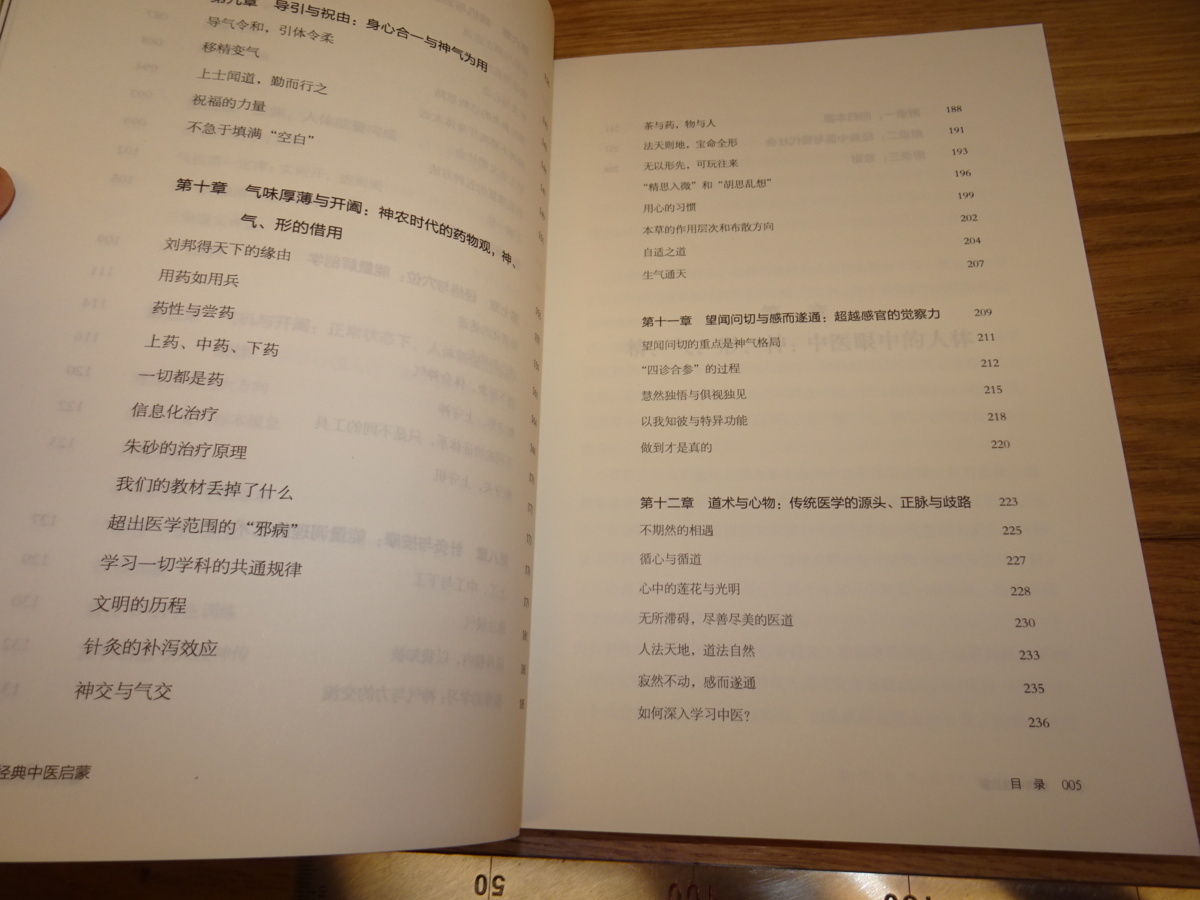 第九章　导引与祝由：身心合一与神气为用
导气令和，引体令柔
移精变气
上士闻道，勤而行之
祝福的力量
不急于填满“空白”
第十章　气味厚薄与开阖：神农时代的药物观，神、
气、形的借用
刘邦得天下的缘由
用药如用兵
药性与尝药
上药、中药、下药
一切都是药
信息化治疗
朱砂的治疗原理
我们的教材丢掉了什么
超出医学范围的“邪病”
学习一切学科的共通规律
文明的历程
针灸的补泻效应
神交与气交
经典中医启蒙
茶与药，物与人 188
法天则地，宝命全形 191
无以形先，可玩往来 193
“精思入微”和“胡思乱想” 196
用心的习惯 199
本草的作用层次和布散方向 202
自适之道 204
生气通天 207
第十一章　望闻问切与感而遂通：超越感官的觉察力 209
望闻问切的重点是神气格局 211
“四诊合参”的过程 212
慧然独悟与俱视独见 215
以我知彼与特异功能 218
做到才是真的 220
第十二章　道术与心物：传统医学的源头、正脉与歧路 223
不期然的相遇 225
循心与循道 227
心中的莲花与光明 228
无所滞碍，尽善尽美的医道 230
人法天地，道法自然 233
寂然不动，感而遂通 235
如何深入学习中医？ 236
目　录　005
50
100